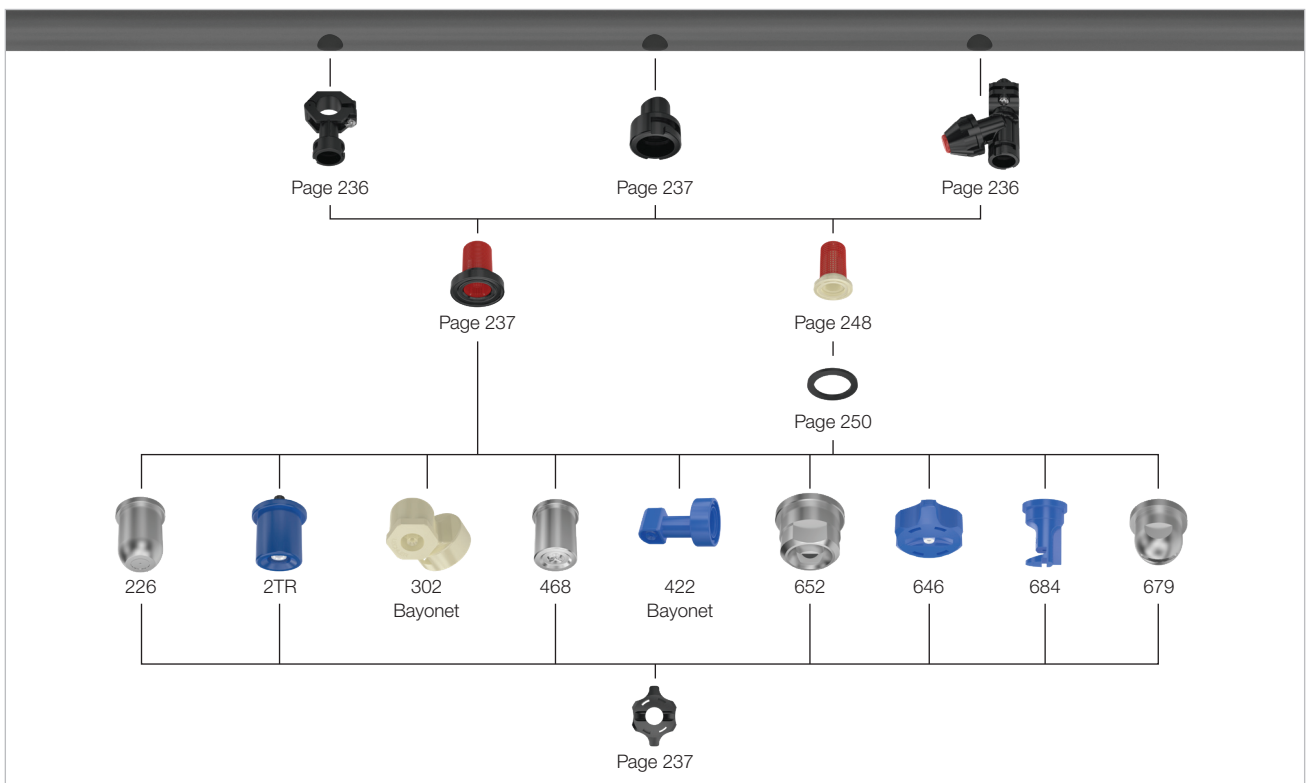 Page 236
Page 237
Page 236
Page 237
Page 248
Page 250
226
2TR
302
Bayonet
468
422
Bayonet
652
646
684
679
Page 237